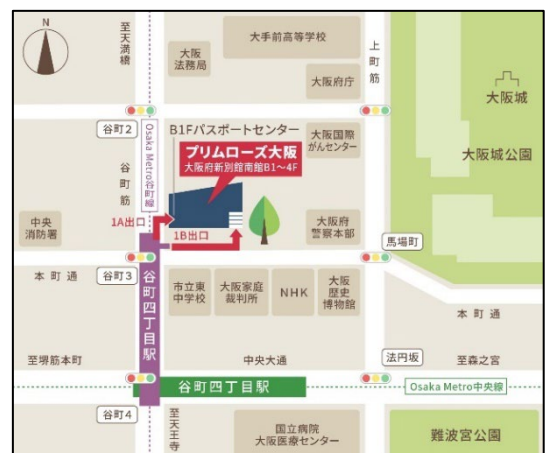 N
至天満橋
大阪法務局
大手前高等学校
大阪府庁
上町筋
大阪城
大阪城公園
谷町2
Osaka Metro谷町線
B1Fパスポートセンター
大阪国際
がんセンター
プリムローズ大阪
大阪府新別館南館B1～4F
谷町筋
中央
消防署
1A出口
1B出口
大阪府
警察本部
馬場町
本町通
谷町3
谷町四丁目駅
市立東
中学校
大阪家庭
裁判所
NHK
大阪
歴史
博物館
本町通
至堺筋本町
中央大通
法円坂
至森之宮
谷町四丁目駅
Osaka Metro中央線
谷町4
至天王寺
国立病院
大阪医療センター
難波宮公園